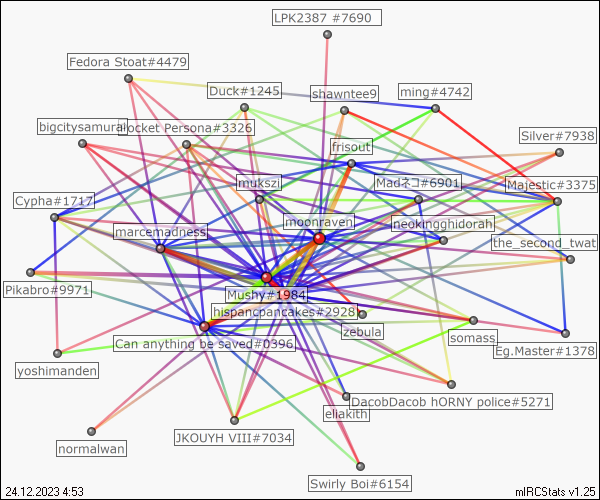 LPK2387 #7690
Fedora Stoat#4479
Duck#1245
shawntee9
ming#4742
bigcitysamurai
Pocket Persona#3326
Silver#7938
frisout
mukszi
Madネコ#6901
Majestic#3375
Cypha#1717
moonraven
neokingghidorah
marcemadness
the_second_twat
Pikabro#9971
Mushy#1984
hispancpancakes#2928
zebula
somass
Can anything be saved#0396
Eg.Master#1378
yoshimanden
DacobDacob hORNY police#5271
eliakith
JKOUYH VIII#7034
normalwan
Swirly Boi#6154
24.12.2023 4:53
mIRCStats v1.25